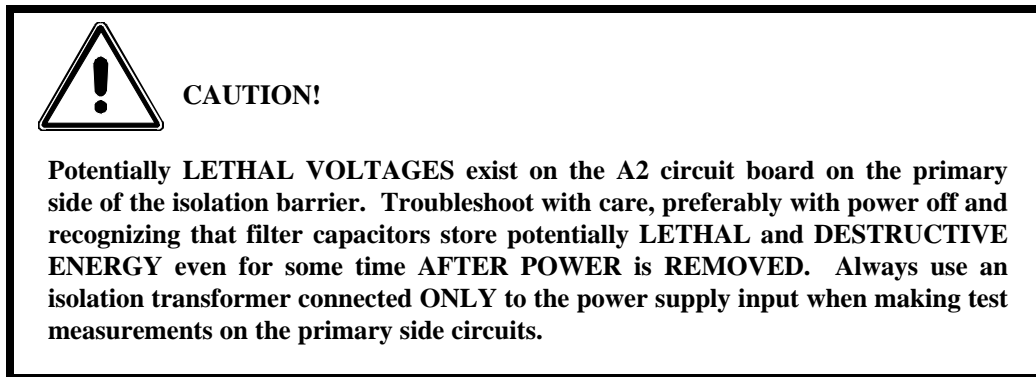 CAUTION!
Potentially LETHAL VOLTAGES exist on the A2 circuit board on the primary
side of the isolation barrier. Troubleshoot with care, preferably with power off and
recognizing that filter capacitors store potentially LETHAL and DESTRUCTIVE
ENERGY even for some time AFTER POWER is REMOVED. Always use an
isolation transformer connected ONLY to the power supply input when making test
measurements on the primary side circuits.